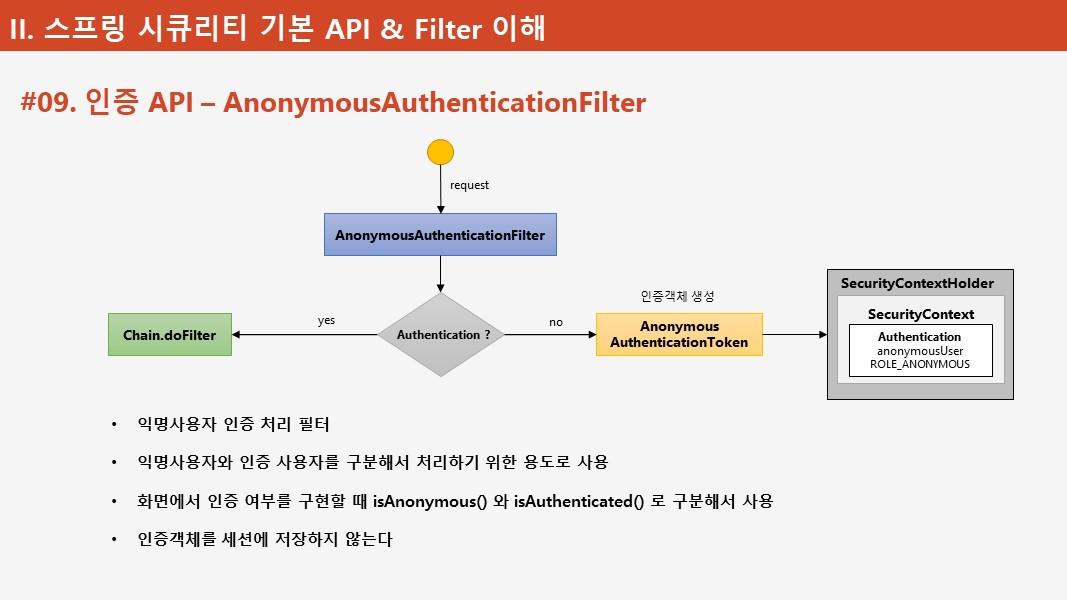 II. 스프링 시큐리티 기본 API & Filter 이해
#09. 인증 API – AnonymousAuthenticationFilter
request
AnonymousAuthenticationFilter
Authentication ?
yes
Chain.doFilter
no
인증객체 생성
Anonymous
AuthenticationToken
SecurityContextHolder
SecurityContext
Authentication
anonymousUser
ROLE_ANONYMOUS
• 익명사용자 인증 처리 필터
• 익명사용자와 인증 사용자를 구분해서 처리하기 위한 용도로 사용
• 화면에서 인증 여부를 구현할 때 isAnonymous() 와 isAuthenticated() 로 구분해서 사용
• 인증객체를 세션에 저장하지 않는다